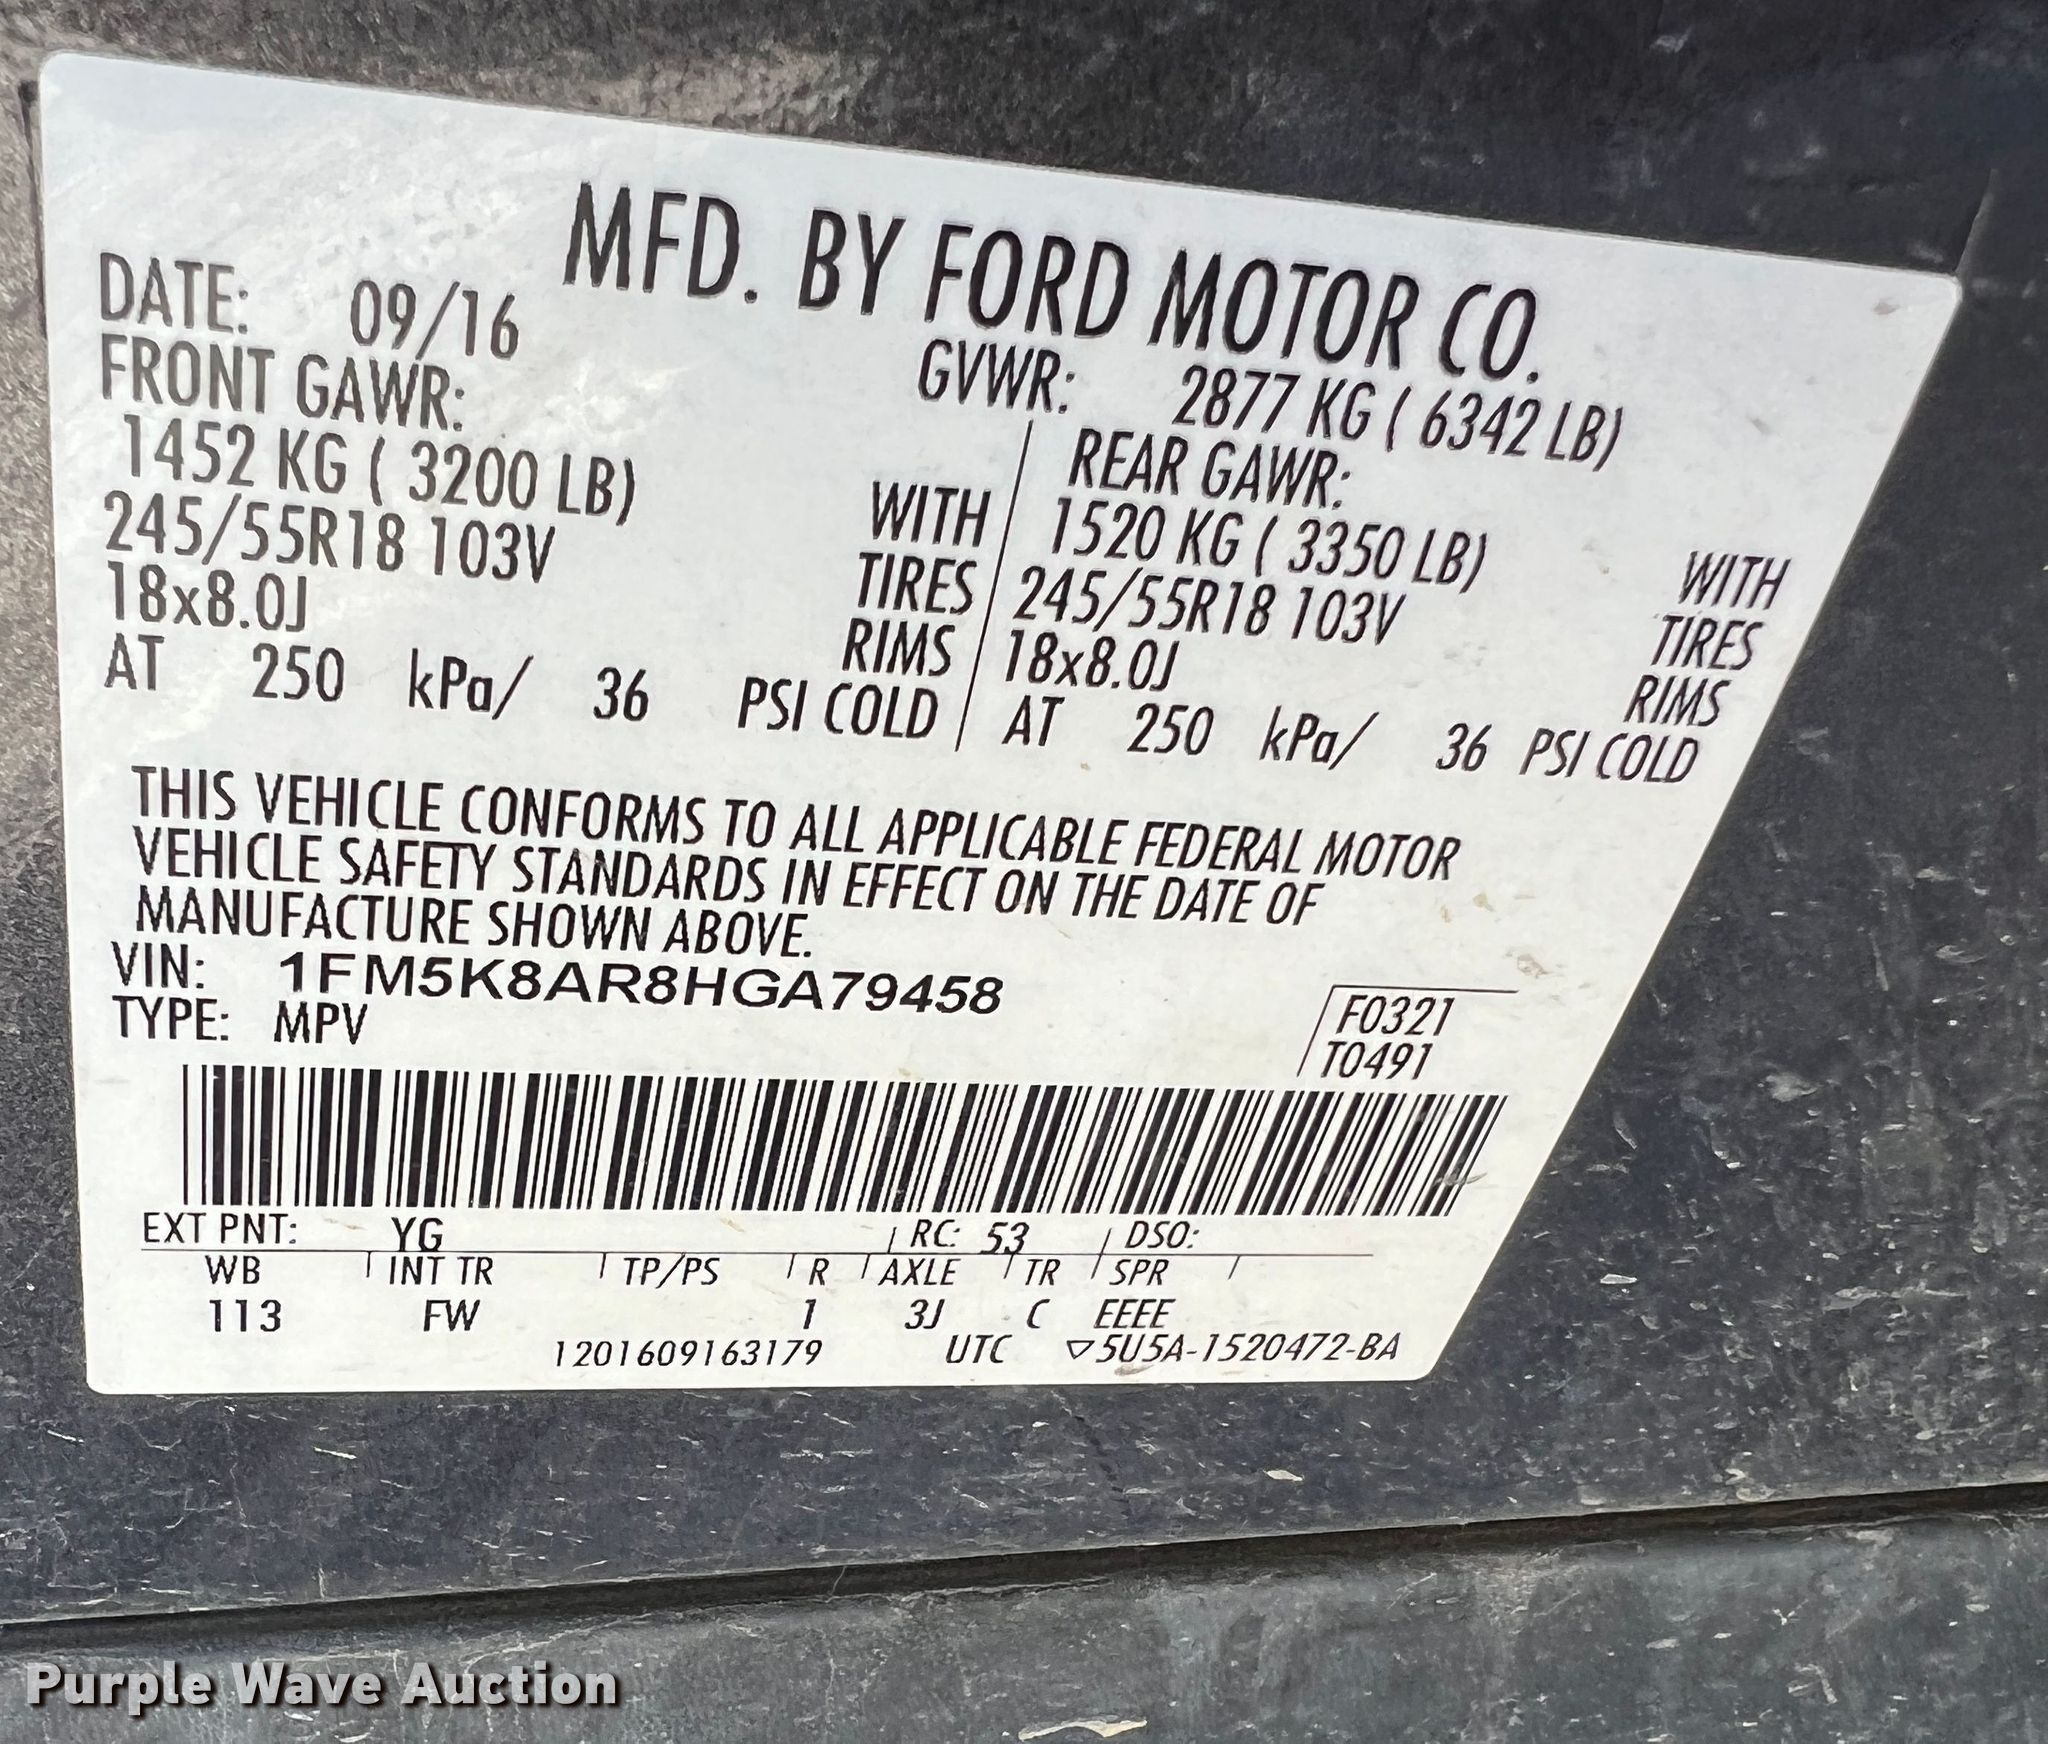 MFD. BY FORD MOTOR CO.
DATE: 09/16 GVWR: 2877 KG ( 6342 LB)
FRONT GAWR: REAR GAWR:
1452 KG ( 3200 LB) WITH 1520 KG ( 3350 LB) WITH
245/55R18 103V TIRES 245/55R18 103V TIRES
18x8.0J RIMS 18x8.0J RIMS
AT 250 kPa/ 36 PSI COLD AT 250 kPa/ 36 PSI COLD
THIS VEHICLE CONFORMS TO ALL APPLICABLE FEDERAL MOTOR
VEHICLE SAFETY STANDARDS IN EFFECT ON THE DATE OF
MANUFACTURE SHOWN ABOVE.
VIN: 1FM5K8AR8HGA79458
TYPE: MPV
F0321
T0491
EXT PNT: YG RC: 53 DSO:
WB INT TR TP/PS R AXLE TR SPR
113 FW 1 3J C EEEE
1201609163179 UTC ▽5U5A-1520472-BA
Purple Wave Auction